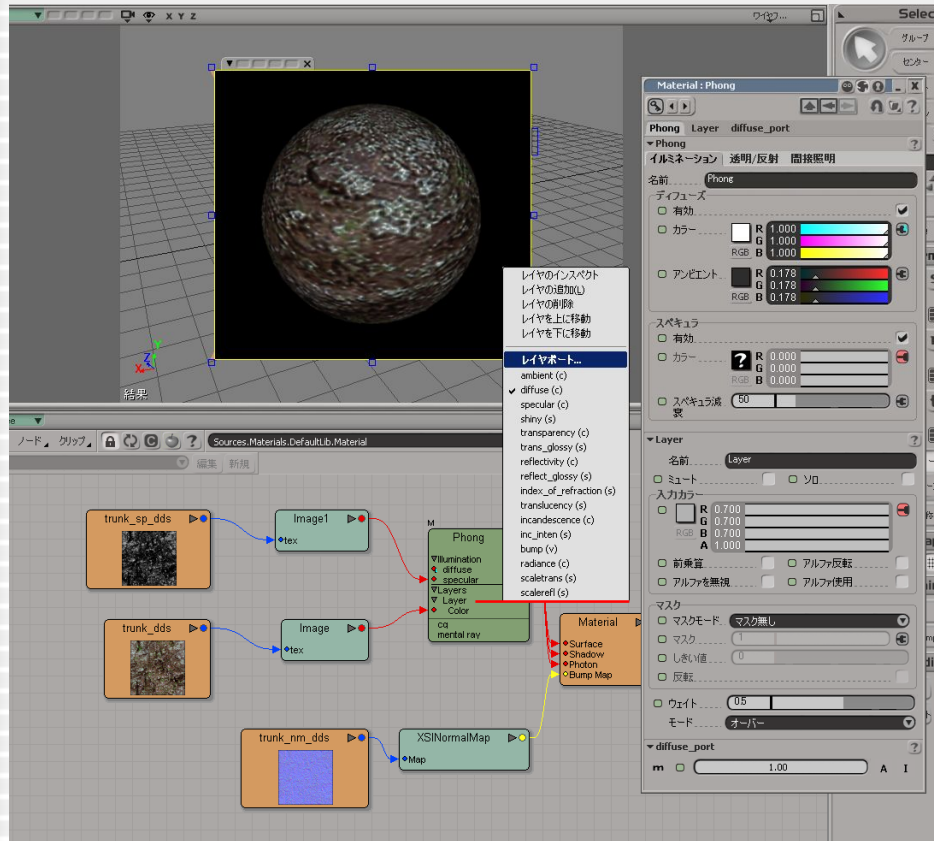 X Y Z
ワイヤフ...
Selec
グループ
センター
Material : Phong
Phong Layer diffuse_port
Phong
イルミネーション 透明/反射 間接照明
名前 Phong
ディフューズ
有効
カラー R 1.000
G 1.000
RGB B 1.000
アンビエント R 0.178
G 0.178
RGB B 0.178
スペキュラ
有効
カラー ? R 0.000
G 0.000
RGB B 0.000
スペキュラ減衰 50
Layer
名前 Layer
ミュート ソロ
入力カラー
R 0.700
G 0.700
RGB B 0.700
A 1.000
前乗算 アルファ反転
アルファを無視 アルファ使用
マスク
マスクモード マスク無し
マスク 1
しきい値 0
反転
ウェイト 0.5
モード オーバー
diffuse_port
m 1.00 A I
Y
Z
X
結果
レイヤのインスペクト
レイヤの追加(L)
レイヤの削除
レイヤを上に移動
レイヤを下に移動
レイヤポート...
ambient (c)
diffuse (c)
specular (c)
shiny (s)
transparency (c)
trans_glossy (s)
reflectivity (c)
reflect_glossy (s)
index_of_refraction (s)
translucency (s)
incandescence (c)
inc_inten (s)
bump (v)
radiance (c)
scaletrans (s)
scalerefl (s)
ノード クリップ Sources.Materials.DefaultLib.Material
編集 新規
trunk_sp_dds
Image1
tex
M
Phong
Illumination
diffuse
specular
Layers
Layer
Color
cg
mental ray
trunk_dds
Image
tex
Material
Surface
Shadow
Photon
Bump Map
trunk_nm_dds
XSINormalMap
Map